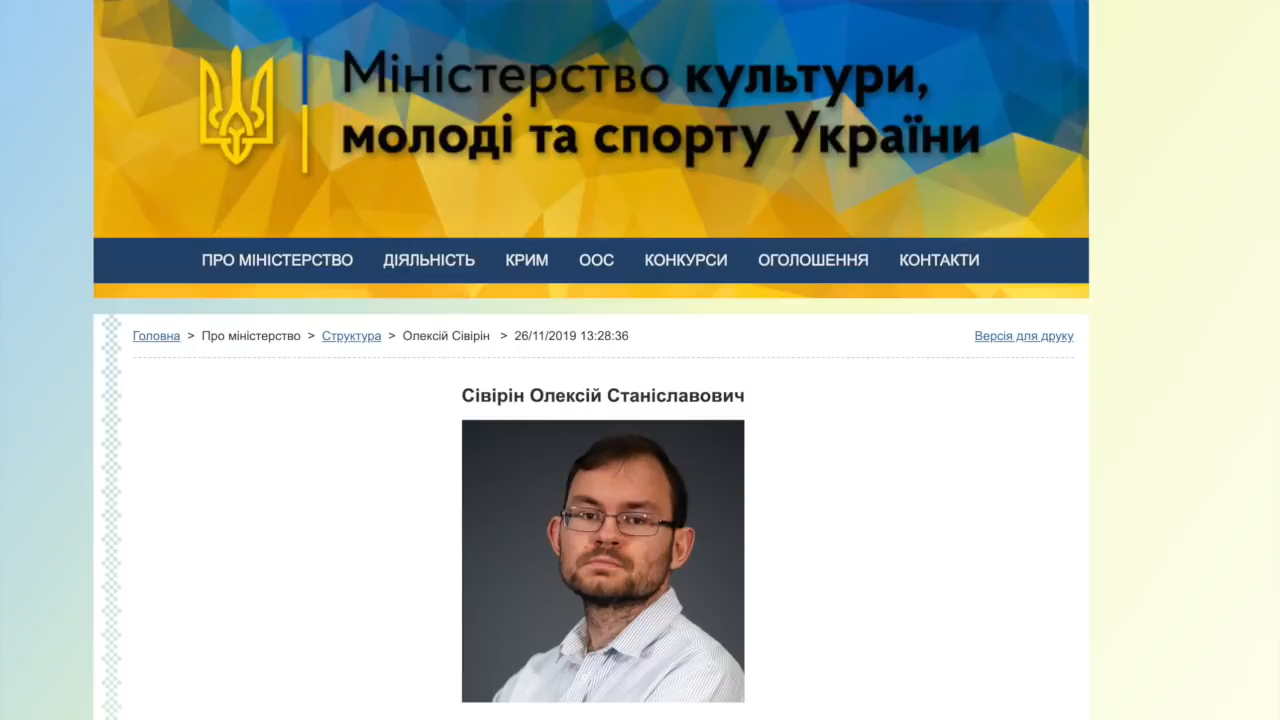 Міністерство культури,
молоді та спорту України
ПРО МІНІСТЕРСТВО ДІЯЛЬНІСТЬ КРИМ ООС КОНКУРСИ ОГОЛОШЕННЯ КОНТАКТИ
Головна > Про міністерство > Структура > Олексій Сівірін > 26/11/2019 13:28:36 Версія для друку
Сівірін Олексій Станіславович